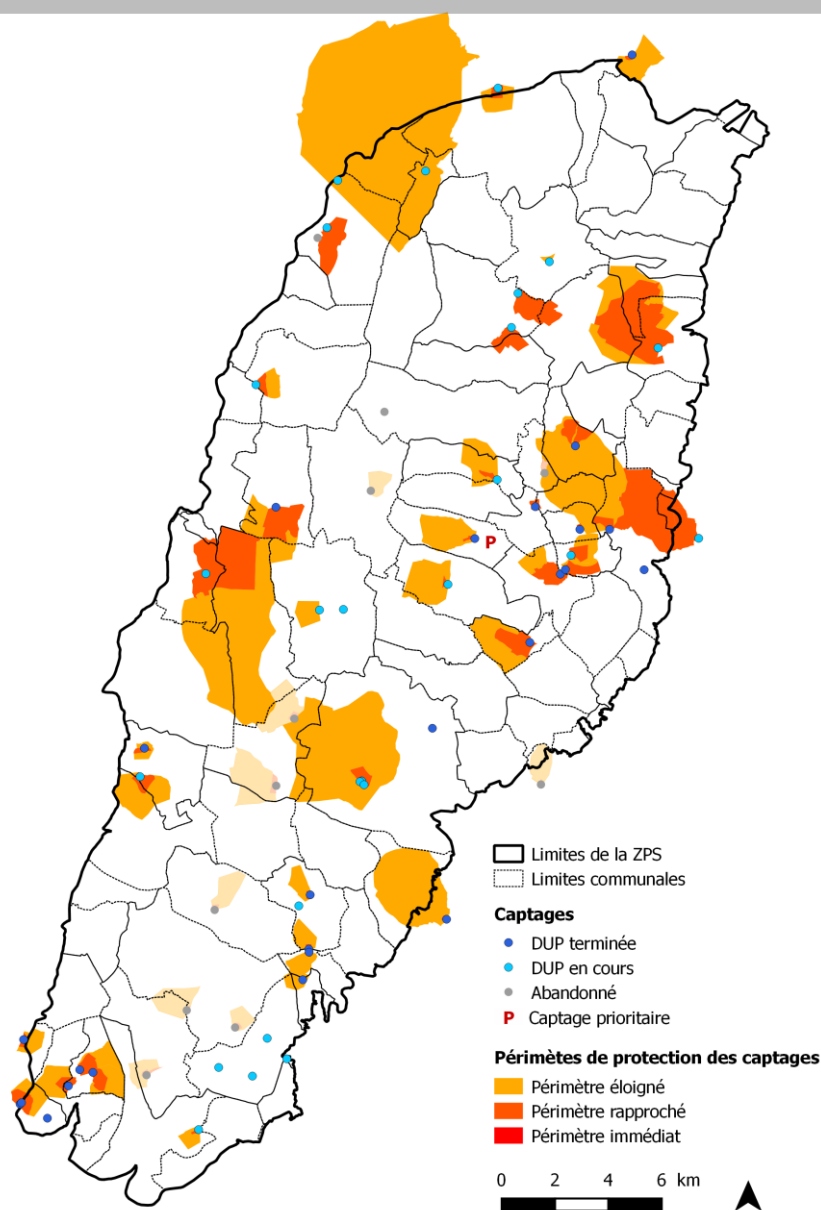 P
Limites de la ZPS
Limites communales
Captages
DUP terminée
DUP en cours
Abandonné
P Captage prioritaire
Périmètes de protection des captages
Périmètre éloigné
Périmètre rapproché
Périmètre immédiat
0 2 4 6 km